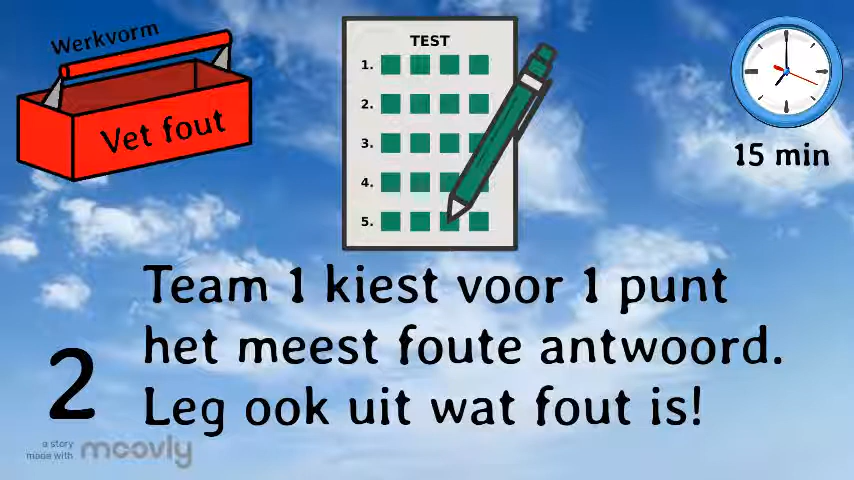 Werkvorm
Vet fout
TEST
1.
2.
3.
4.
5.
15 min
2
Team 1 kiest voor 1 punt
het meest foute antwoord.
Leg ook uit wat fout is!
a story
made with moovly